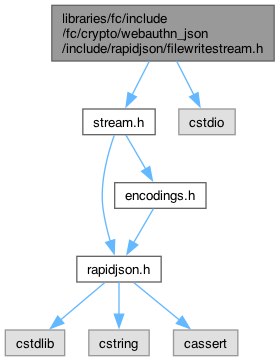 libraries/fc/include
/fc/crypto/webauthn_json
/include/rapidjson/filewritestream.h
stream.h
cstdio
encodings.h
rapidjson.h
cstdlib
cstring
cassert